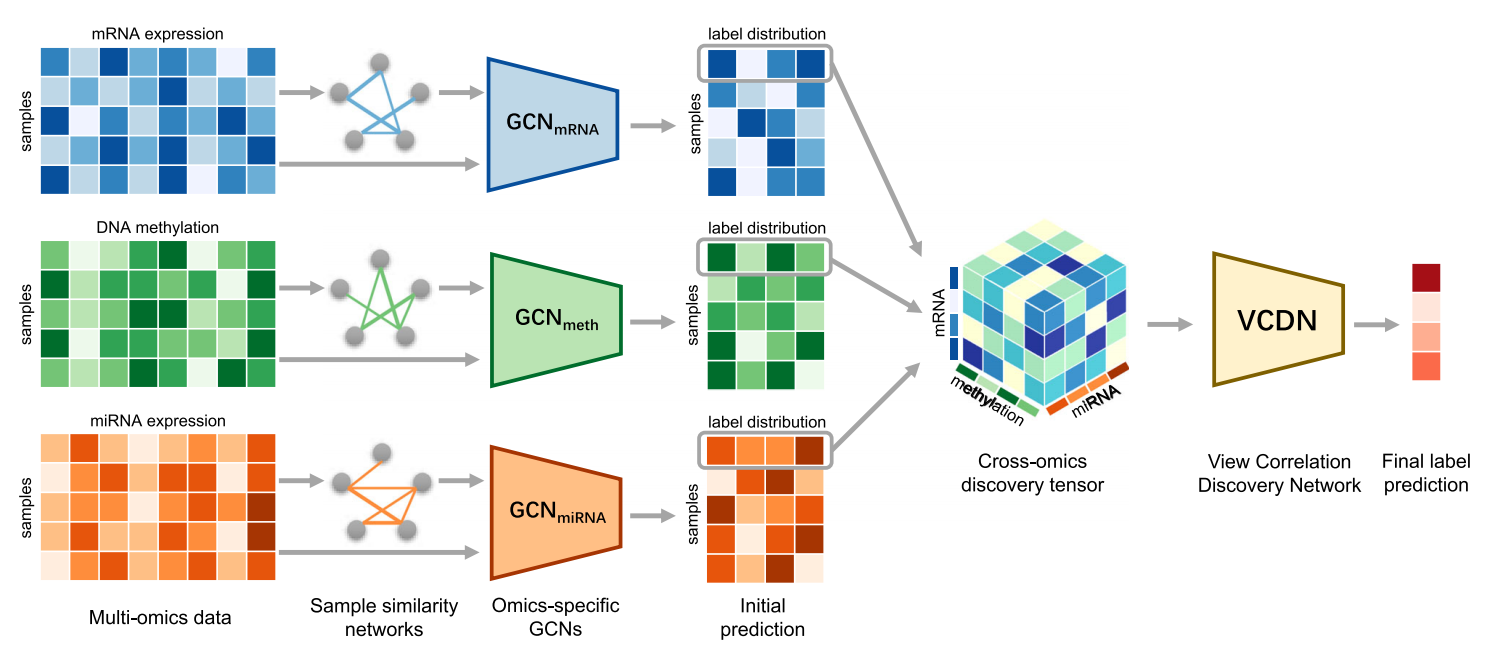 mRNA expression
samples
GCNmRNA
label distribution
samples
DNA methylation
samples
GCNmeth
label distribution
samples
miRNA expression
samples
GCNmiRNA
label distribution
samples
mRNA
methylation
miRNA
VCDN
Multi-omics data
Sample similarity
networks
Omics-specific
GCNs
Initial
prediction
Cross-omics
discovery tensor
View Correlation
Discovery Network
Final label
prediction